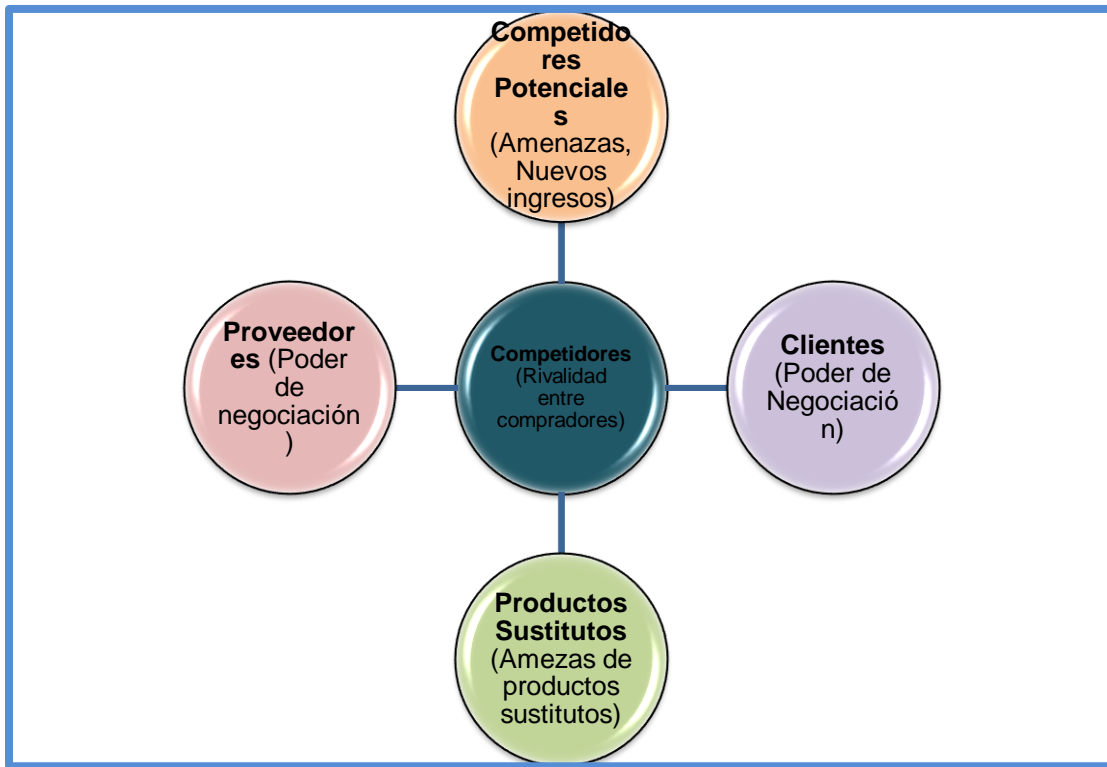 Competido
res
Potenciale
s
(Amenazas,
Nuevos
ingresos)
Proveedor
es (Poder
de
negociación
)
Competidores
(Rivalidad
entre
compradores)
Clientes
(Poder de
Negociació
n)
Productos
Sustitutos
(Amezas de
productos
sustitutos)